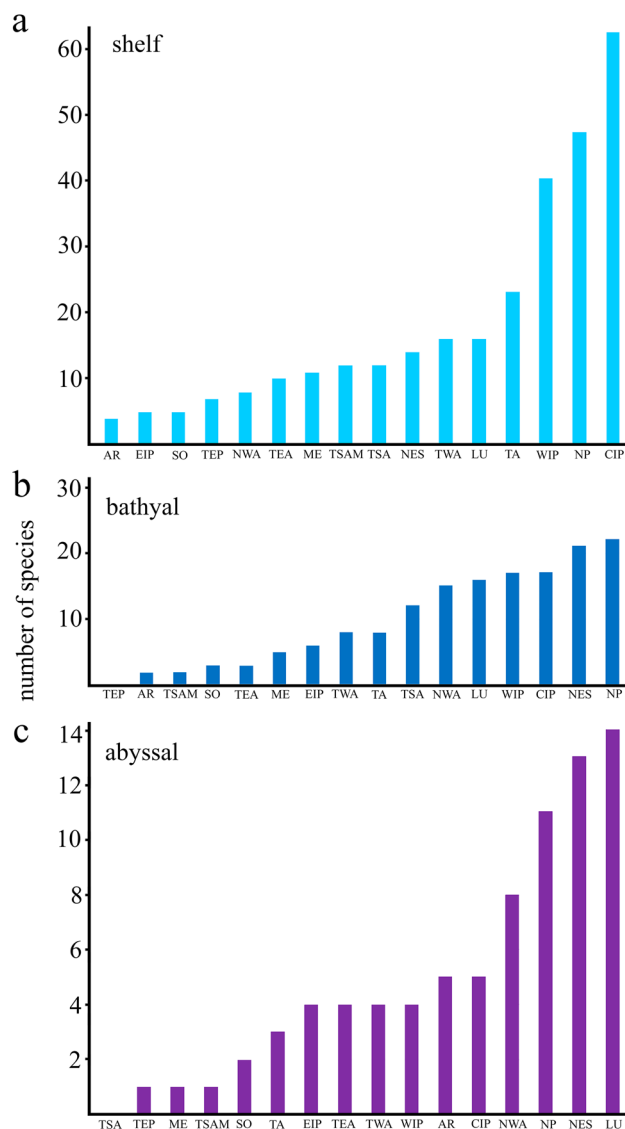 a
shelf
60
50
40
30
20
10
AR EIP SO TEP NWA TEA ME TSAM TSA NES TWA LU TA WIP NP CIP
b
bathyal
30
20
10
TEP AR TSAM SO TEA ME EIP TWA TA TSA NWA LU WIP CIP NES NP
number of species
c
abyssal
14
12
10
8
6
4
2
TSA TEP ME TSAM SO TA EIP TEA TWA WIP AR CIP NWA NP NES LU